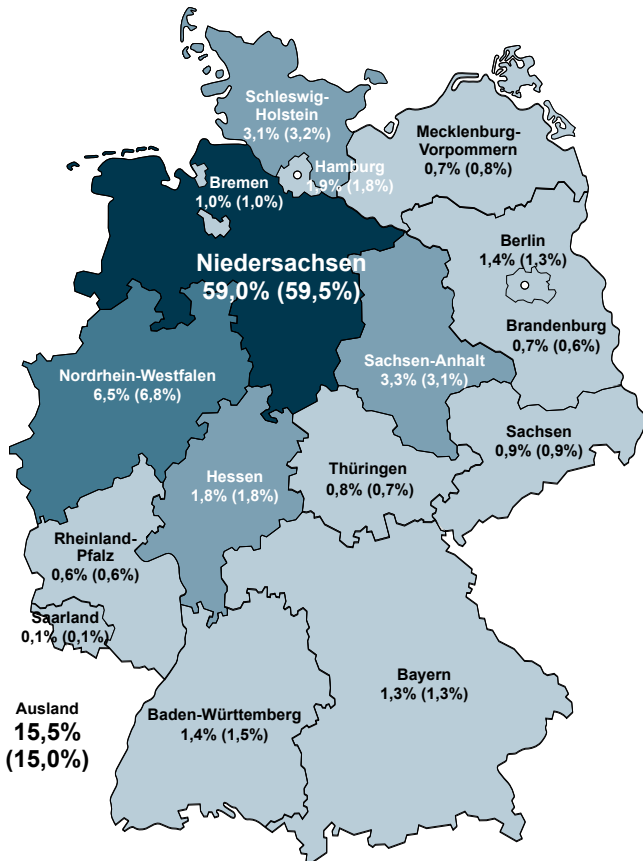 Schleswig-
Holstein
3,1% (3,2%)
Mecklenburg-
Vorpommern
0,7% (0,8%)
Hamburg
1,9% (1,8%)
Bremen
1,0% (1,0%)
Niedersachsen
59,0% (59,5%)
Berlin
1,4% (1,3%)
Brandenburg
0,7% (0,6%)
Nordrhein-Westfalen
6,5% (6,8%)
Sachsen-Anhalt
3,3% (3,1%)
Sachsen
0,9% (0,9%)
Hessen
1,8% (1,8%)
Thüringen
0,8% (0,7%)
Rheinland-
Pfalz
0,6% (0,6%)
Saarland
0,1% (0,1%)
Bayern
1,3% (1,3%)
Baden-Württemberg
1,4% (1,5%)
Ausland
15,5%
(15,0%)